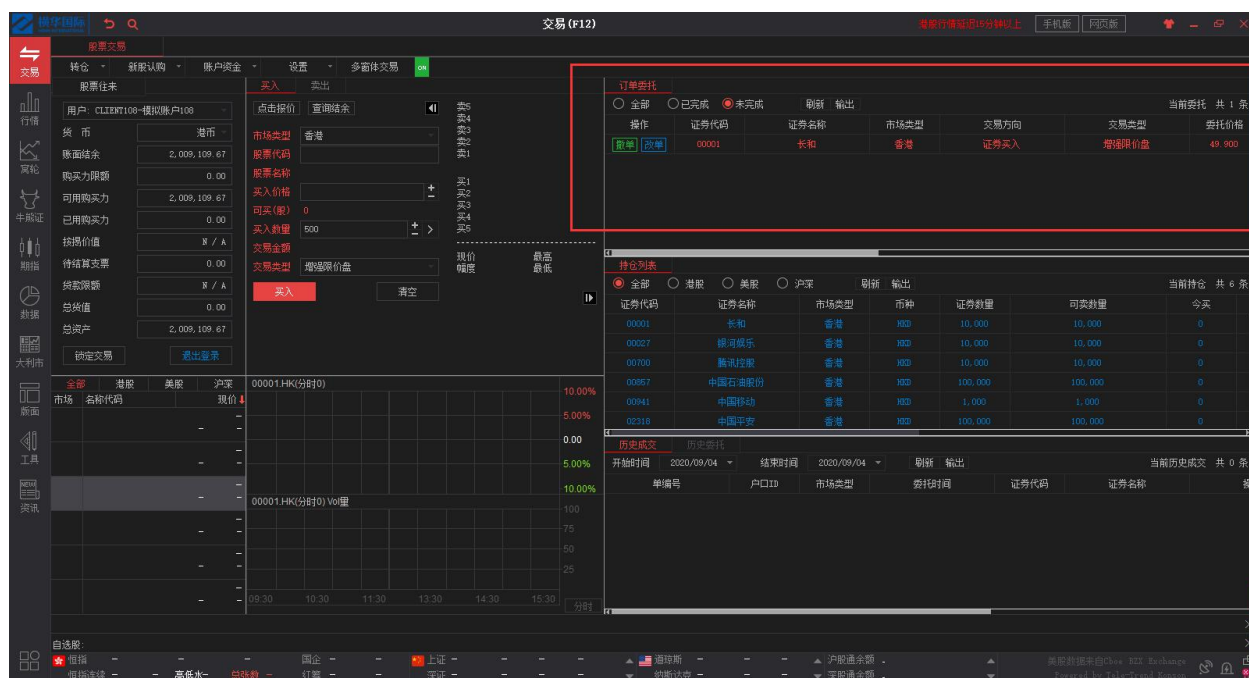 横华国际 交易(F12) 港股行情延迟15分钟以上 手机版 网页版
股票交易
交易 转仓 新股认购 账户资金 设置 多窗体交易 ON
股票往来 买入 卖出 订单委托
用户: CLIENT108-模拟账户108 点击报价 查询结余 卖5 全部 已完成 未完成 刷新 输出 当前委托 共 1 条
卖4
行情 货 币 港币 市场类型 香港 卖3 操作 证券代码 证券名称 市场类型 交易方向 交易类型 委托价格
卖2
账面结余 2,009,109.67 股票代码 卖1 撤单 改单 00001 长和 香港 证券买入 增强限价盘 49.900
窝轮 购买力限额 0.00 股票名称
买1
可用购买力 2,009,109.67 买入价格 买2
牛熊证 可买(股) 0 买3
已用购买力 0.00 买4
买入数量 500 买5
按揭价值 N / A 交易金额
期指 待结算支票 0.00 交易类型 增强限价盘 现价 最高 持仓列表
幅度 最低
贷款限额 N / A 买入 清空 全部 港股 美股 沪深 刷新 输出 当前持仓 共 6 条
数据 总货值 0.00 证券代码 证券名称 市场类型 币种 证券数量 可卖数量 今买
总资产 2,009,109.67 00001 长和 香港 HKD 10,000 10,000 0
00027 银河娱乐 香港 HKD 10,000 10,000 0
大利市 锁定交易 退出登录 00700 腾讯控股 香港 HKD 10,000 10,000 0
全部 港股 美股 沪深 00001.HK(分时0) 10.00% 00857 中国石油股份 香港 HKD 100,000 100,000 0
市场 名称代码 现价 00941 中国移动 香港 HKD 1,000 1,000 0
版面 5.00% 02318 中国平安 香港 HKD 100,000 100,000 0
0.00 历史成交 历史委托
工具 5.00% 开始时间 2020/09/04 结束时间 2020/09/04 刷新 输出 当前历史成交 共 0 条
10.00% 单编号 户口ID 市场类型 委托时间 证券代码 证券名称
资讯 00001.HK(分时0) Vol量 100
75
50
25
09:30 10:30 11:30 13:30 14:30 15:30 分时
自选股:
恒指 - - - 国企 - - 上证 - - - - 道琼斯 - - - 沪股通余额 - 美股数据来自Cboe BZX Exchange
恒指连续 - - 高低水- 总张数 - 红筹 - - 深证 - - - - 纳斯达克 - - - 深股通余额 -